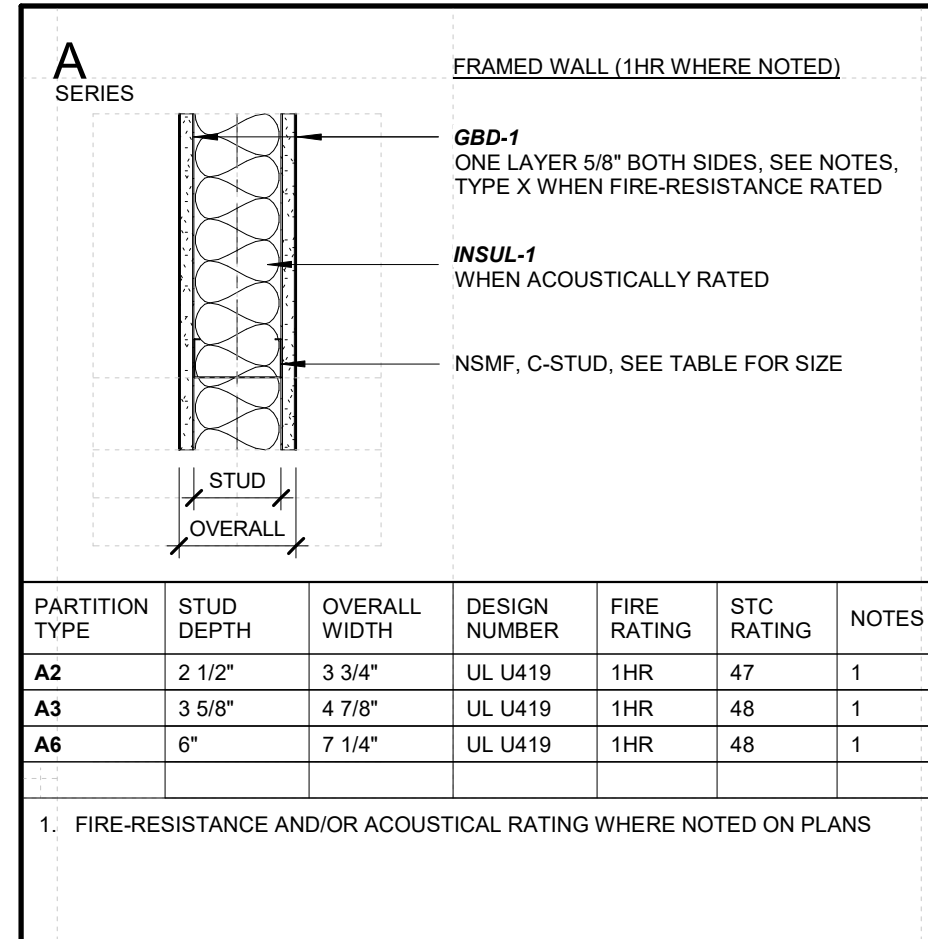 A
SERIES
FRAMED WALL (1HR WHERE NOTED)
GBD-1
ONE LAYER 5/8" BOTH SIDES, SEE NOTES,
TYPE X WHEN FIRE-RESISTANCE RATED
INSUL-1
WHEN ACOUSTICALLY RATED
NSMF, C-STUD, SEE TABLE FOR SIZE
STUD
OVERALL
PARTITION TYPE STUD DEPTH OVERALL WIDTH DESIGN NUMBER FIRE RATING STC RATING NOTES
A2 2 1/2" 3 3/4" UL U419 1HR 47 1
A3 3 5/8" 4 7/8" UL U419 1HR 48 1
A6 6" 7 1/4" UL U419 1HR 48 1
1. FIRE-RESISTANCE AND/OR ACOUSTICAL RATING WHERE NOTED ON PLANS